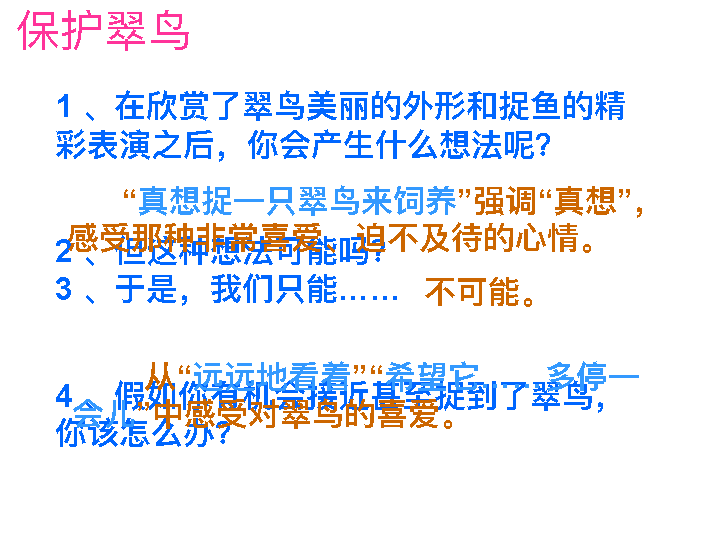 保护翠鸟
1 、在欣赏了翠鸟美丽的外形和捉鱼的精
彩表演之后，你会产生什么想法呢?
“真想捉一只翠鸟来饲养”强调“真想”，
感受那种非常喜爱、迫不及待的心情。
2 、但这种想法可能吗?
3 、于是，我们只能…… 不可能。
从“远远地看着”“希望它……多停一
会儿”中感受对翠鸟的喜爱。
4 、假如你有机会接近甚至捉到了翠鸟，
你该怎么办?